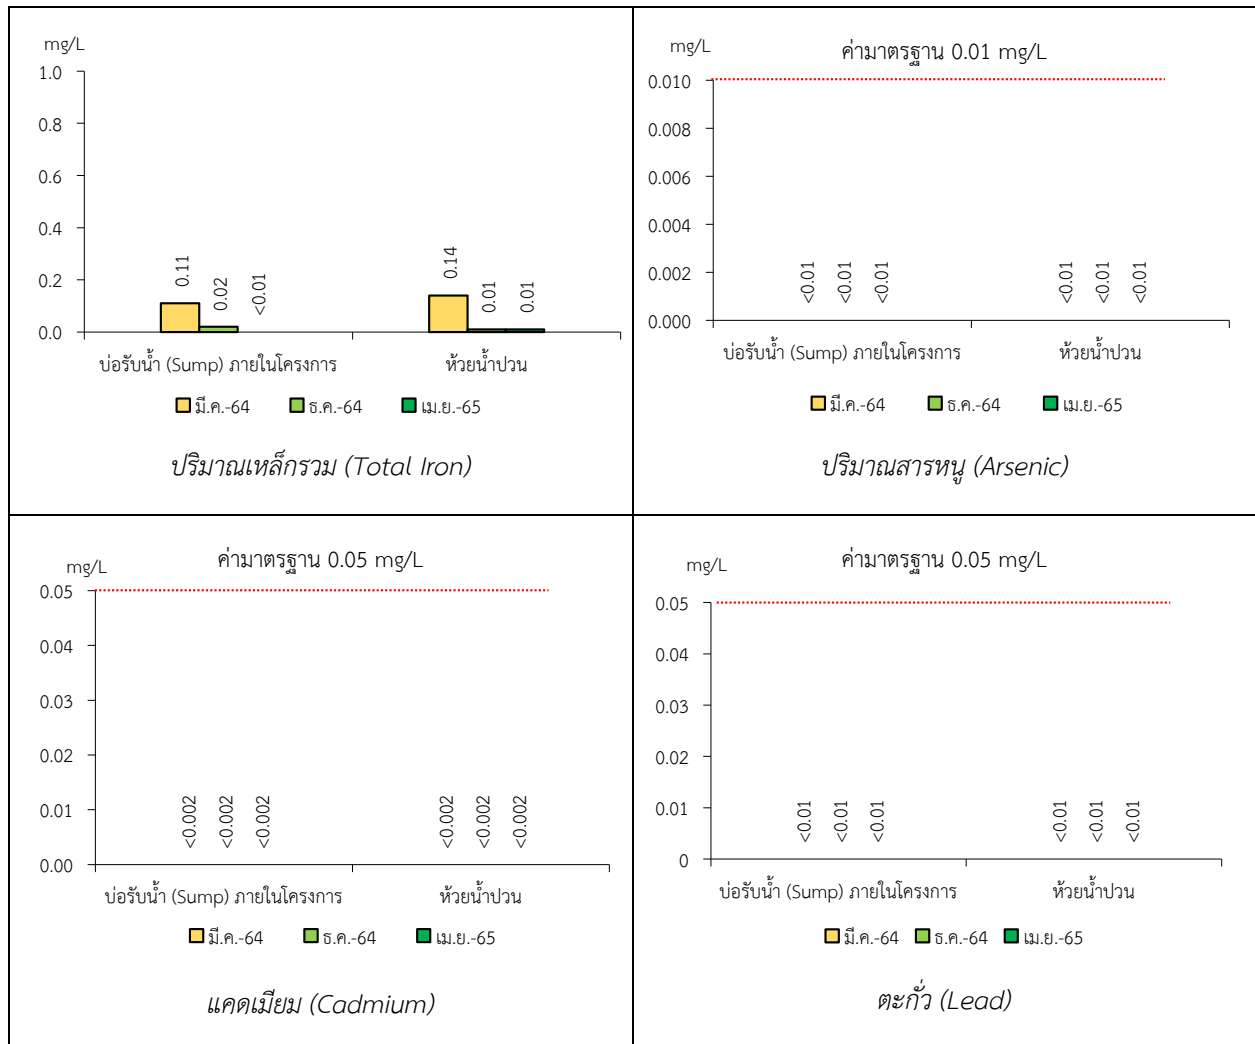 mg/L
1.0
0.8
0.6
0.4
0.2
0.0
0.11
0.02
<0.01
0.14
0.01
0.01
บ่อรับน้ำ (Sump) ภายในโครงการ ห้วยน้ำปวน
มี.ค.-64 ธ.ค.-64 เม.ย.-65
ปริมาณเหล็กรวม (Total Iron)
mg/L
ค่ามาตรฐาน 0.01 mg/L
0.010
0.008
0.006
0.004
0.002
0.000
<0.01
<0.01
<0.01
<0.01
<0.01
<0.01
บ่อรับน้ำ (Sump) ภายในโครงการ ห้วยน้ำปวน
มี.ค.-64 ธ.ค.-64 เม.ย.-65
ปริมาณสารหนู (Arsenic)
mg/L
ค่ามาตรฐาน 0.05 mg/L
0.05
0.04
0.03
0.02
0.01
0.00
<0.002
<0.002
<0.002
<0.002
<0.002
<0.002
บ่อรับน้ำ (Sump) ภายในโครงการ ห้วยน้ำปวน
มี.ค.-64 ธ.ค.-64 เม.ย.-65
แคดเมียม (Cadmium)
mg/L
ค่ามาตรฐาน 0.05 mg/L
0.05
0.04
0.03
0.02
0.01
0
<0.01
<0.01
<0.01
<0.01
<0.01
<0.01
บ่อรับน้ำ (Sump) ภายในโครงการ ห้วยน้ำปวน
มี.ค.-64 ธ.ค.-64 เม.ย.-65
ตะกั่ว (Lead)